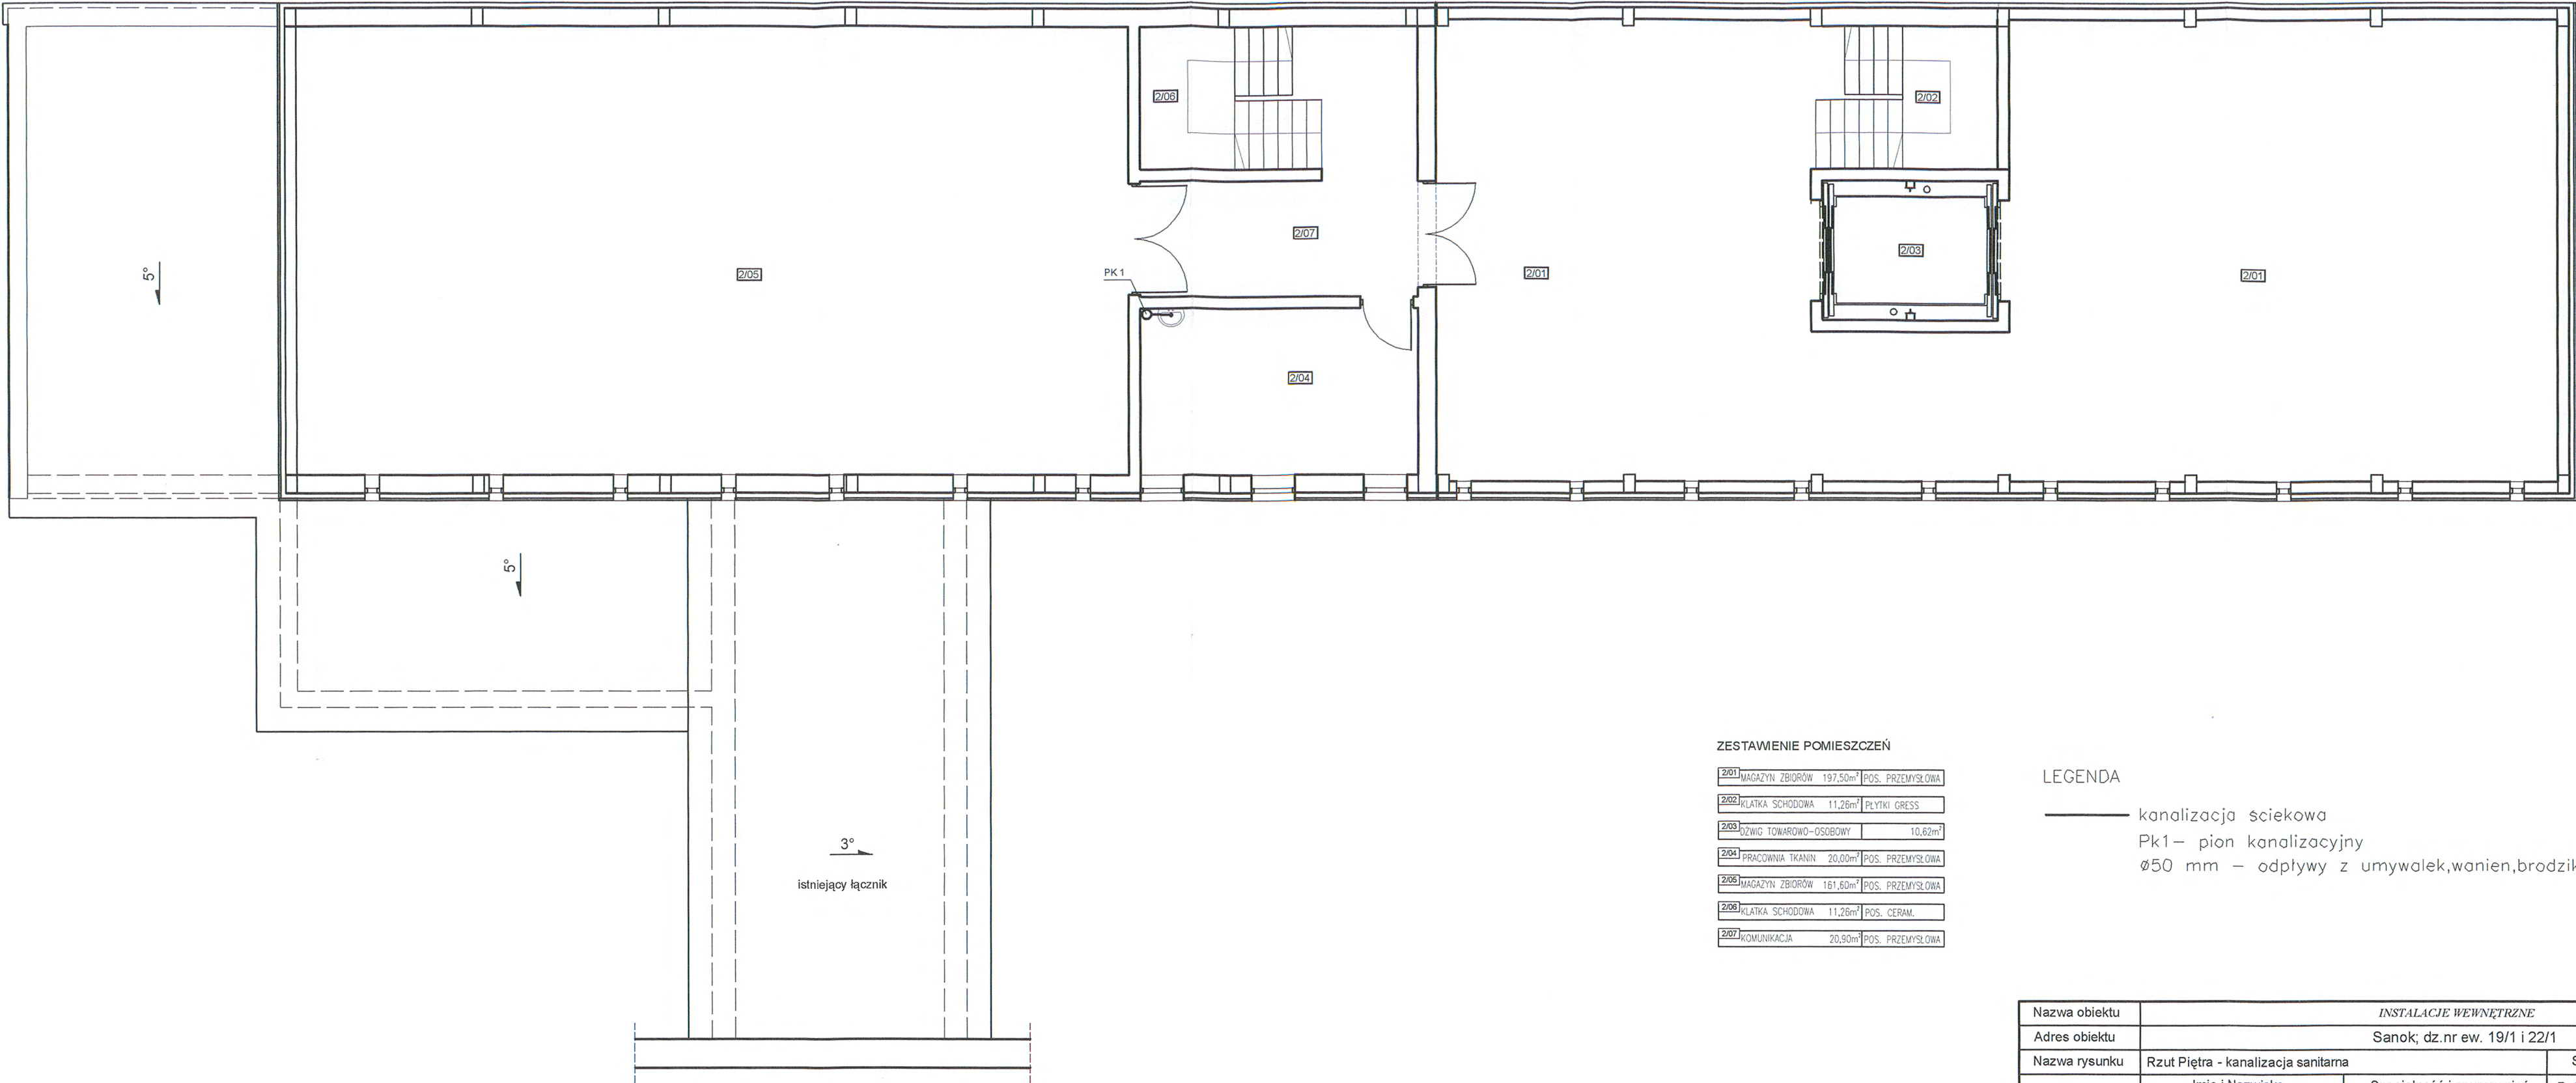 2/06
2/02
5°
2/05
PK 1
2/07
2/01
2/03
2/01
2/04
5°
3°
istniejący łącznik
ZESTAWIENIE POMIESZCZEŃ
2/01 MAGAZYN ZBIORÓW 197,50m² POS. PRZEMYSŁOWA
2/02 KLATKA SCHODOWA 11,26m² PŁYTKI GRESS
2/03 DŹWIG TOWAROWO-OSOBOWY 10,62m²
2/04 PRACOWNIA TKANIN 20,00m² POS. PRZEMYSŁOWA
2/05 MAGAZYN ZBIORÓW 161,60m² POS. PRZEMYSŁOWA
2/06 KLATKA SCHODOWA 11,26m² POS. CERAM.
2/07 KOMUNIKACJA 20,90m² POS. PRZEMYSŁOWA
LEGENDA
kanalizacja ściekowa
Pk1– pion kanalizacyjny
ø50 mm – odpływy z umywalek,wanien,brodzik
Nazwa obiektu INSTALACJE WEWNĘTRZNE
Adres obiektu Sanok; dz.nr ew. 19/1 i 22/1
Nazwa rysunku Rzut Piętra - kanalizacja sanitarna